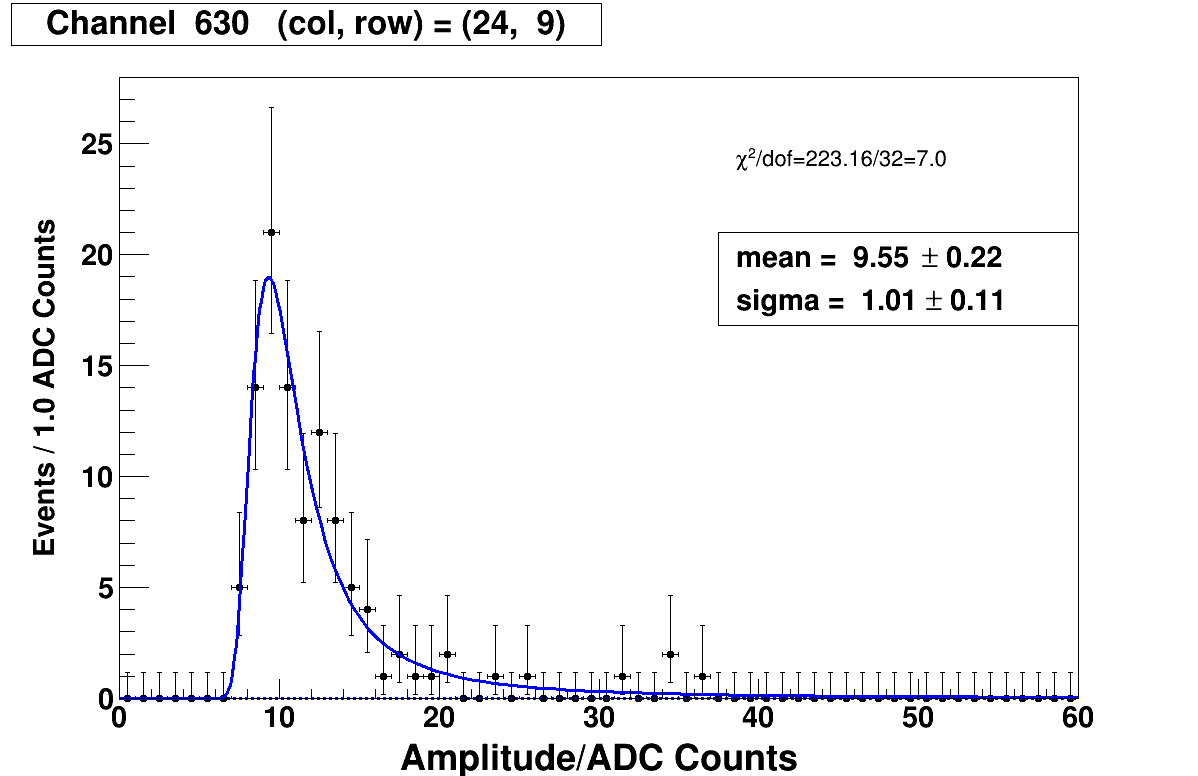 Channel  630   (col, row) = (24,  9)
χ²/dof=223.16/32=7.0
mean =  9.55 ± 0.22
sigma =  1.01 ± 0.11
Events / 1.0 ADC Counts
25
20
15
10
5
0
0 10 20 30 40 50 60
Amplitude/ADC Counts